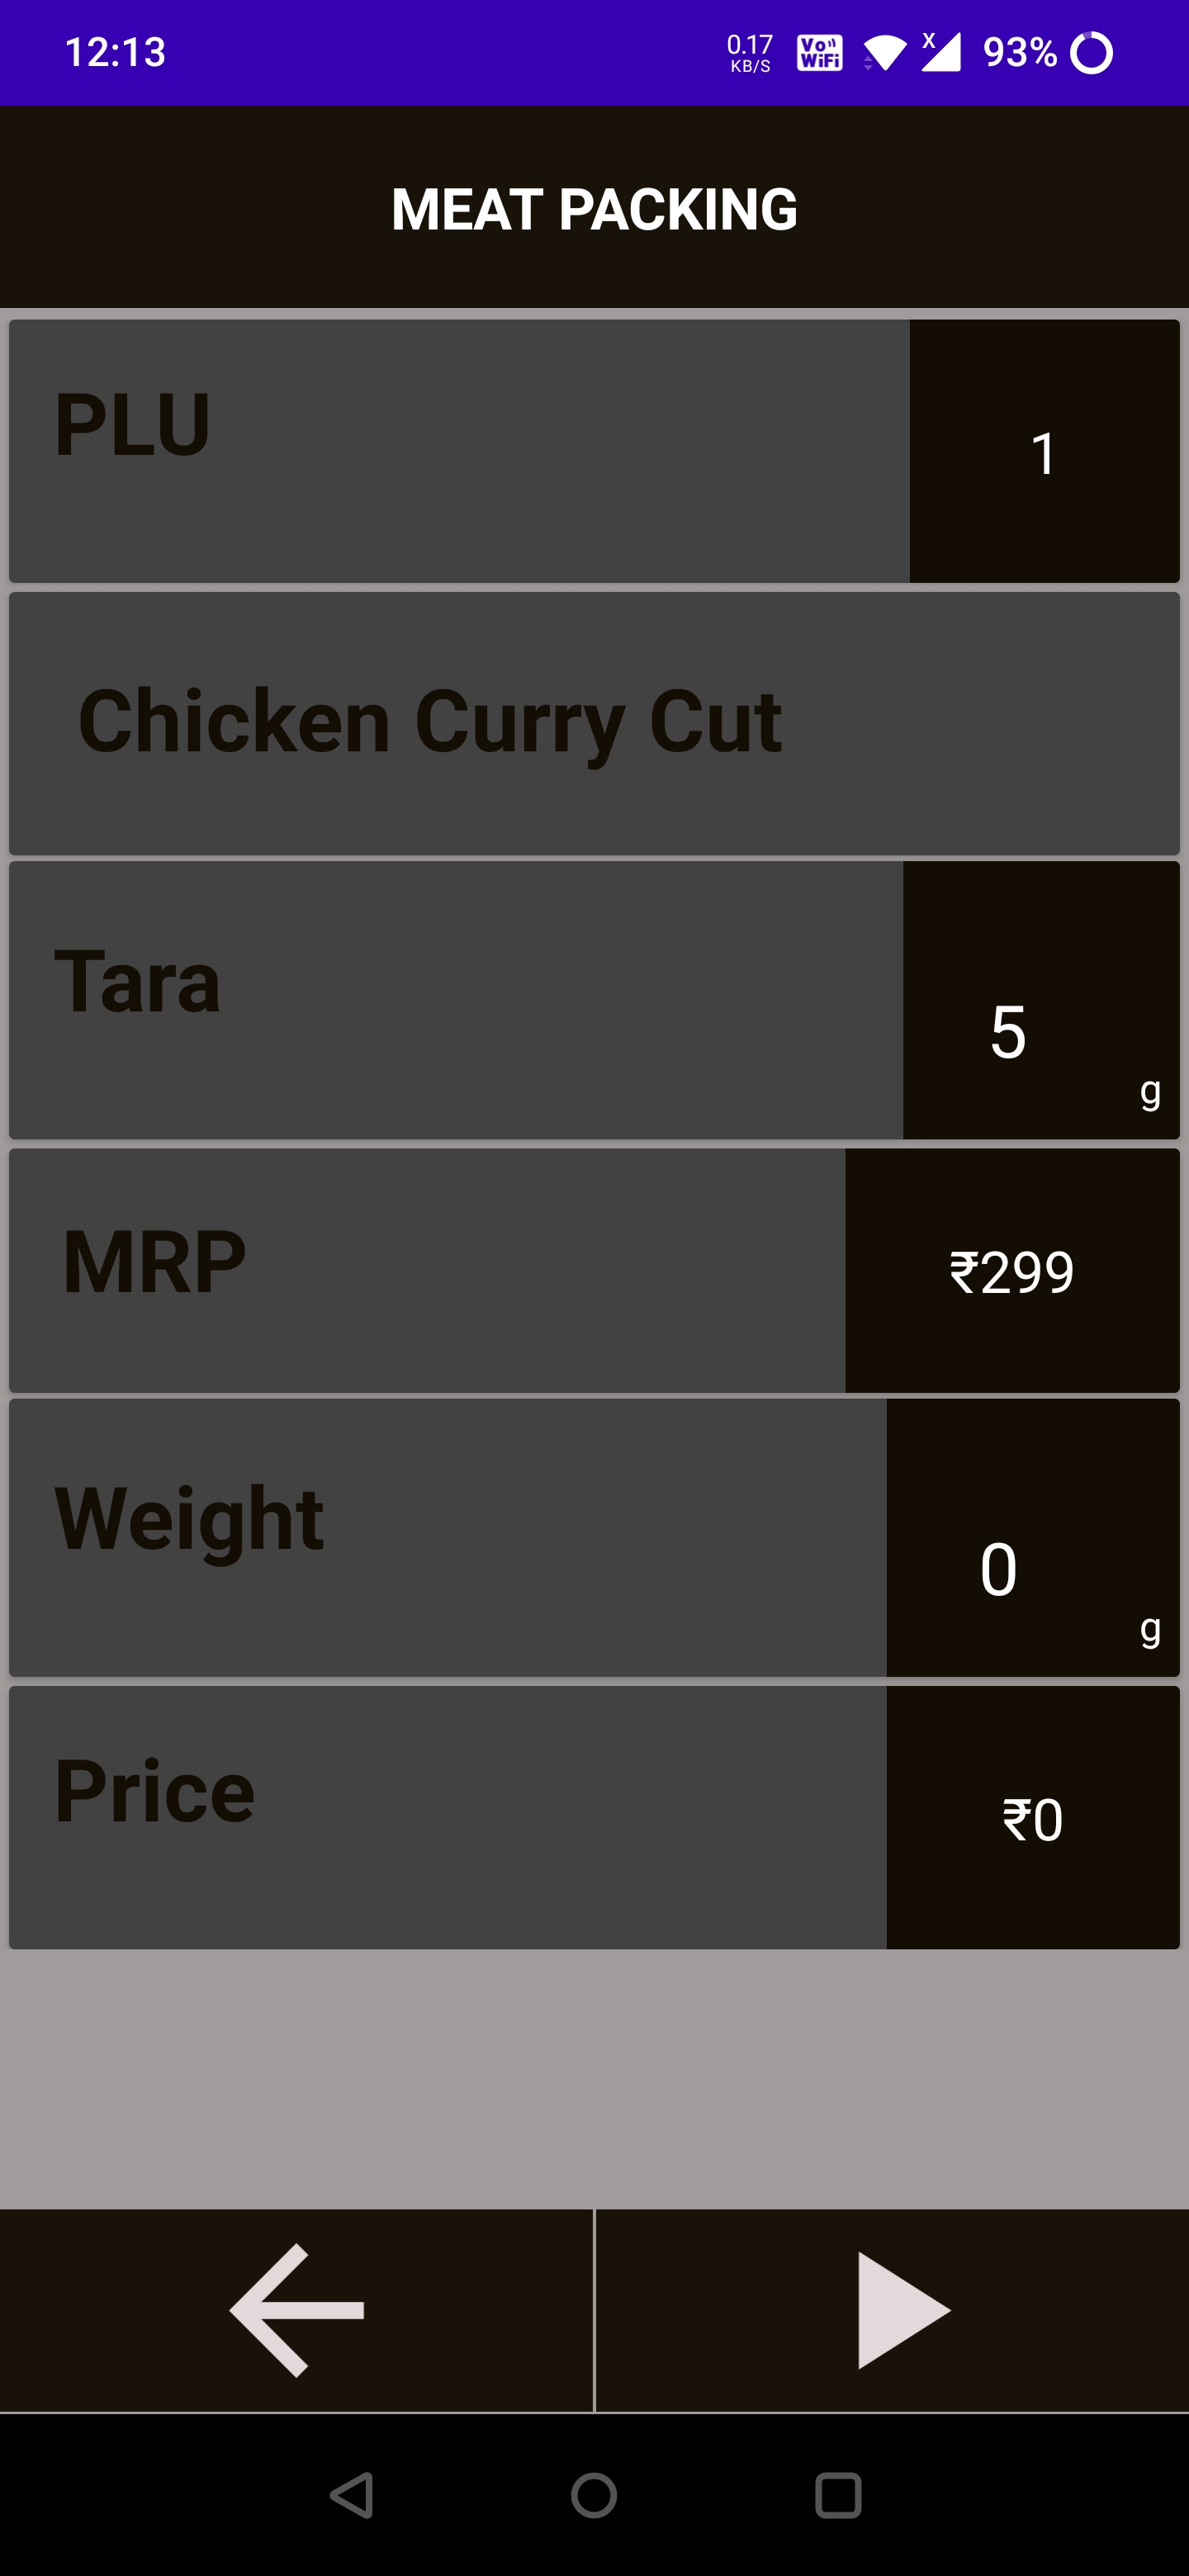 12:13
0.17
KB/S
Vo
WiFi
X
93%
MEAT PACKING
PLU
1
Chicken Curry Cut
Tara
5
g
MRP
₹299
Weight
0
g
Price
₹0